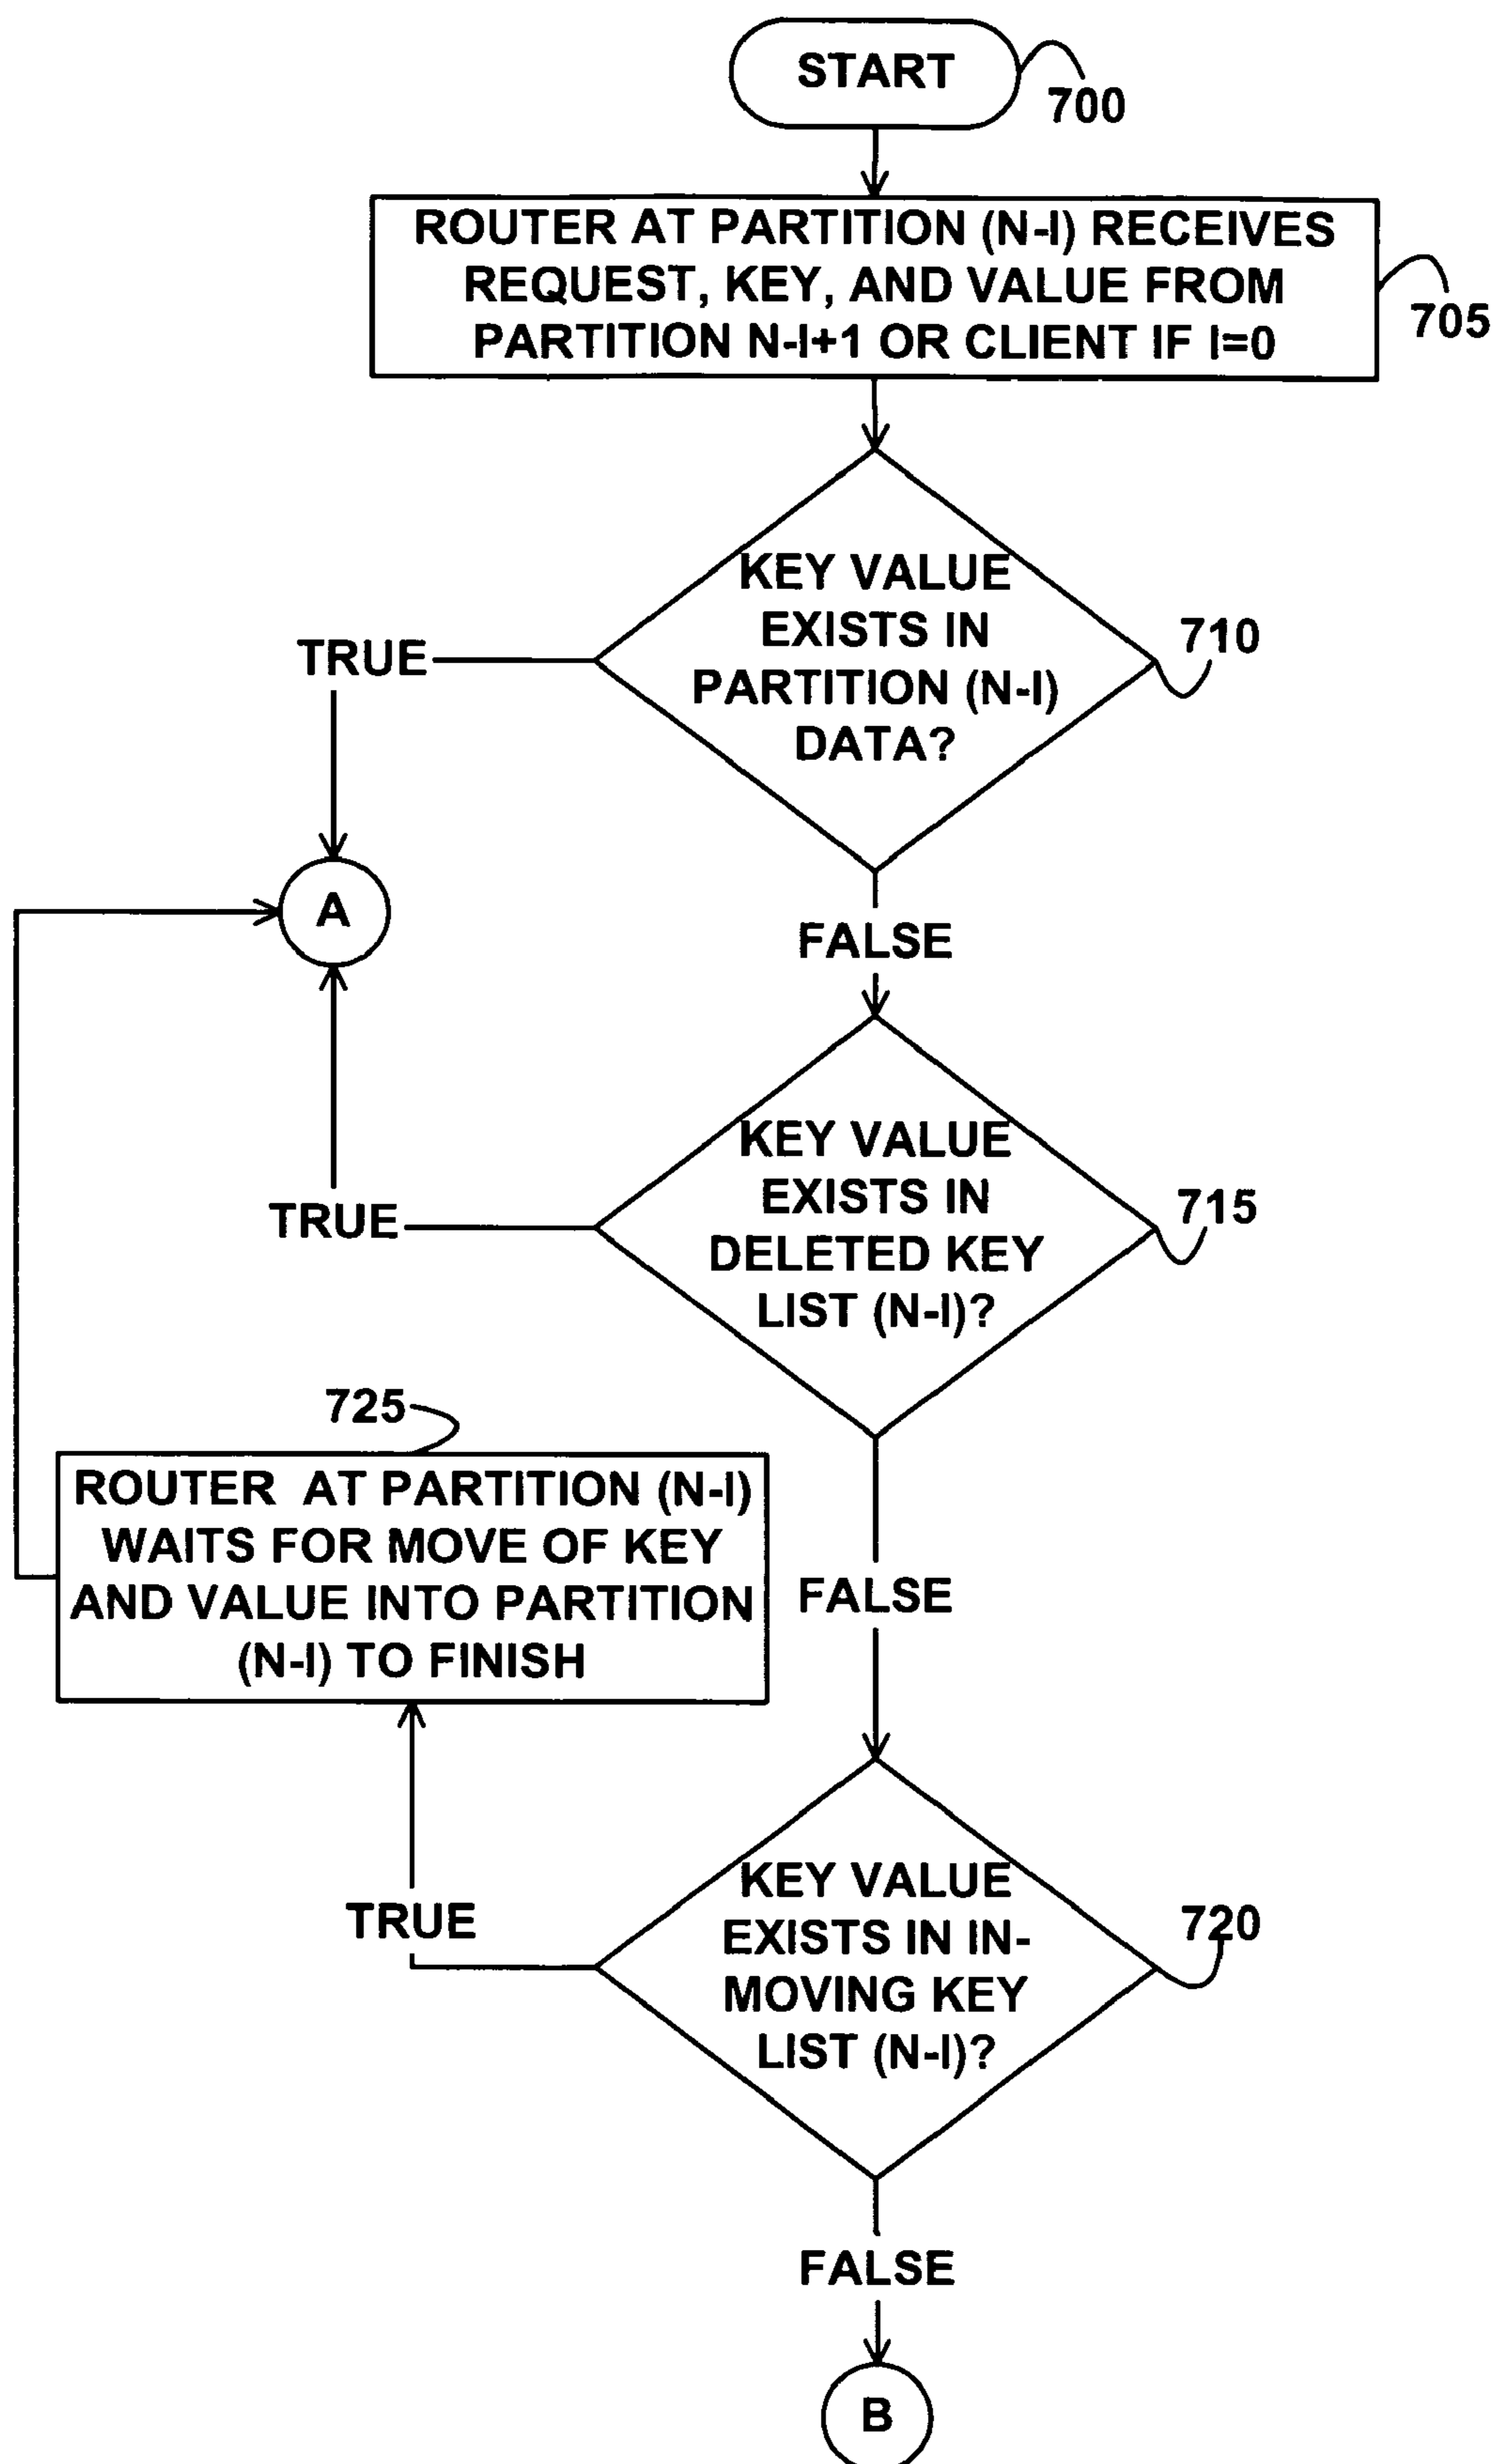 START
700
ROUTER AT PARTITION (N-I) RECEIVES
REQUEST, KEY, AND VALUE FROM
PARTITION N-I+1 OR CLIENT IF I=0
705
KEY VALUE
EXISTS IN
PARTITION (N-I)
DATA?
710
TRUE
A
FALSE
KEY VALUE
EXISTS IN
DELETED KEY
LIST (N-I)?
715
TRUE
725
ROUTER AT PARTITION (N-I)
WAITS FOR MOVE OF KEY
AND VALUE INTO PARTITION
(N-I) TO FINISH
FALSE
KEY VALUE
EXISTS IN IN-
MOVING KEY
LIST (N-I)?
720
TRUE
FALSE
B